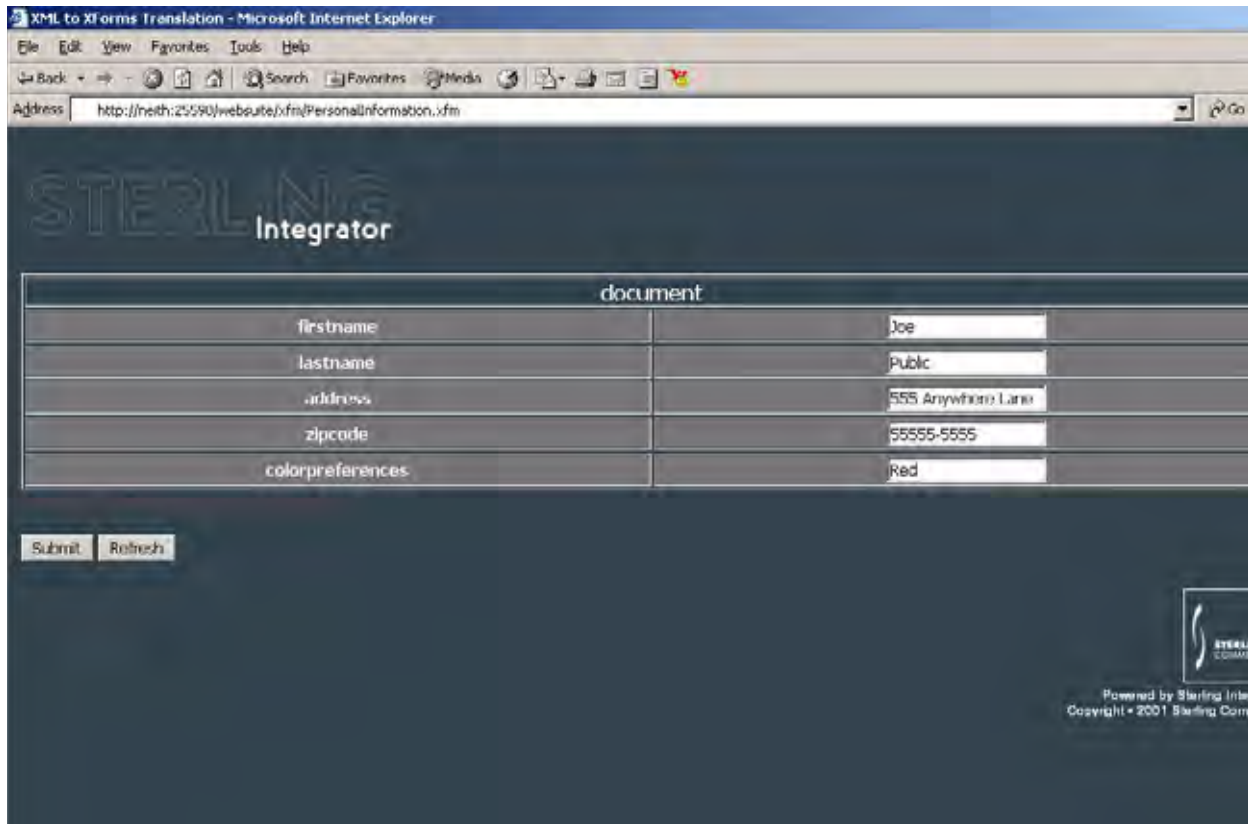 XML to XForms Translation - Microsoft Internet Explorer
File Edit View Favorites Tools Help
Back Search Favorites Media
Address http://neith:25590/websuite/xfm/PersonalInformation.xfm Go
STERLING
Integrator
document
firstname Joe
lastname Public
address 555 Anywhere Lane
zipcode 55555-5555
colorpreferences Red
Submit Refresh
Powered by Sterling Inte
Copyright • 2001 Sterling Com